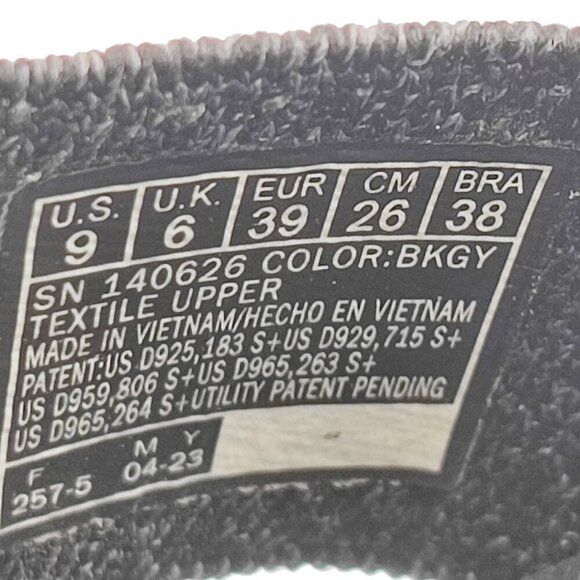 U.S. U.K. EUR CM BRA
9 6 39 26 38
SN 140626 COLOR:BKGY
TEXTILE UPPER
MADE IN VIETNAM/HECHO EN VIETNAM
PATENT:US D925,183 S+US D929,715 S+
US D959,806 S+US D965,263 S+
US D965,264 S+UTILITY PATENT PENDING
F M Y
257-5 04-23